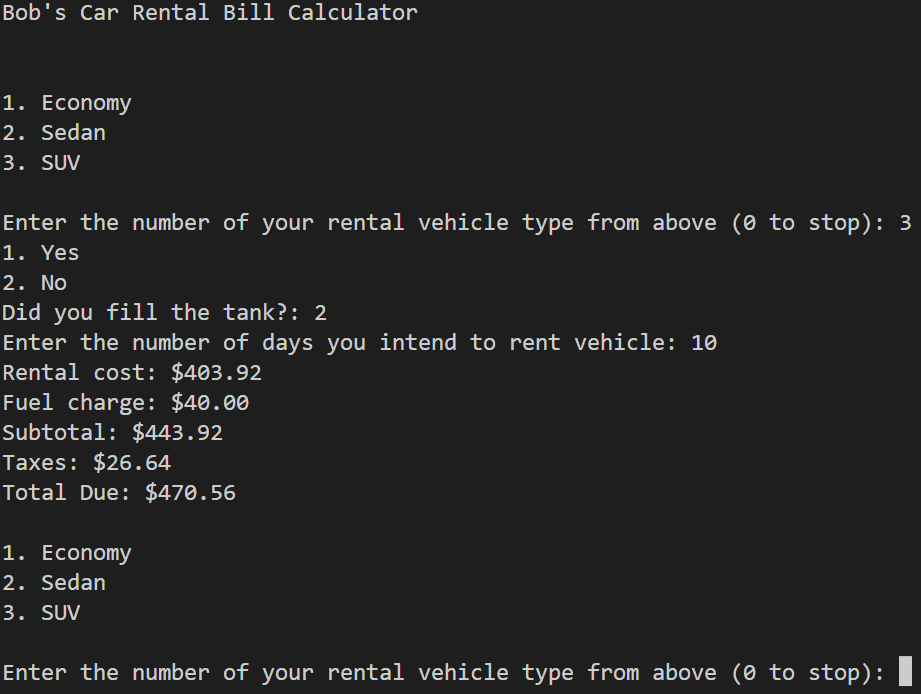 Bob's Car Rental Bill Calculator
1. Economy
2. Sedan
3. SUV
Enter the number of your rental vehicle type from above (0 to stop): 3
1. Yes
2. No
Did you fill the tank?: 2
Enter the number of days you intend to rent vehicle: 10
Rental cost: $403.92
Fuel charge: $40.00
Subtotal: $443.92
Taxes: $26.64
Total Due: $470.56
1. Economy
2. Sedan
3. SUV
Enter the number of your rental vehicle type from above (0 to stop):